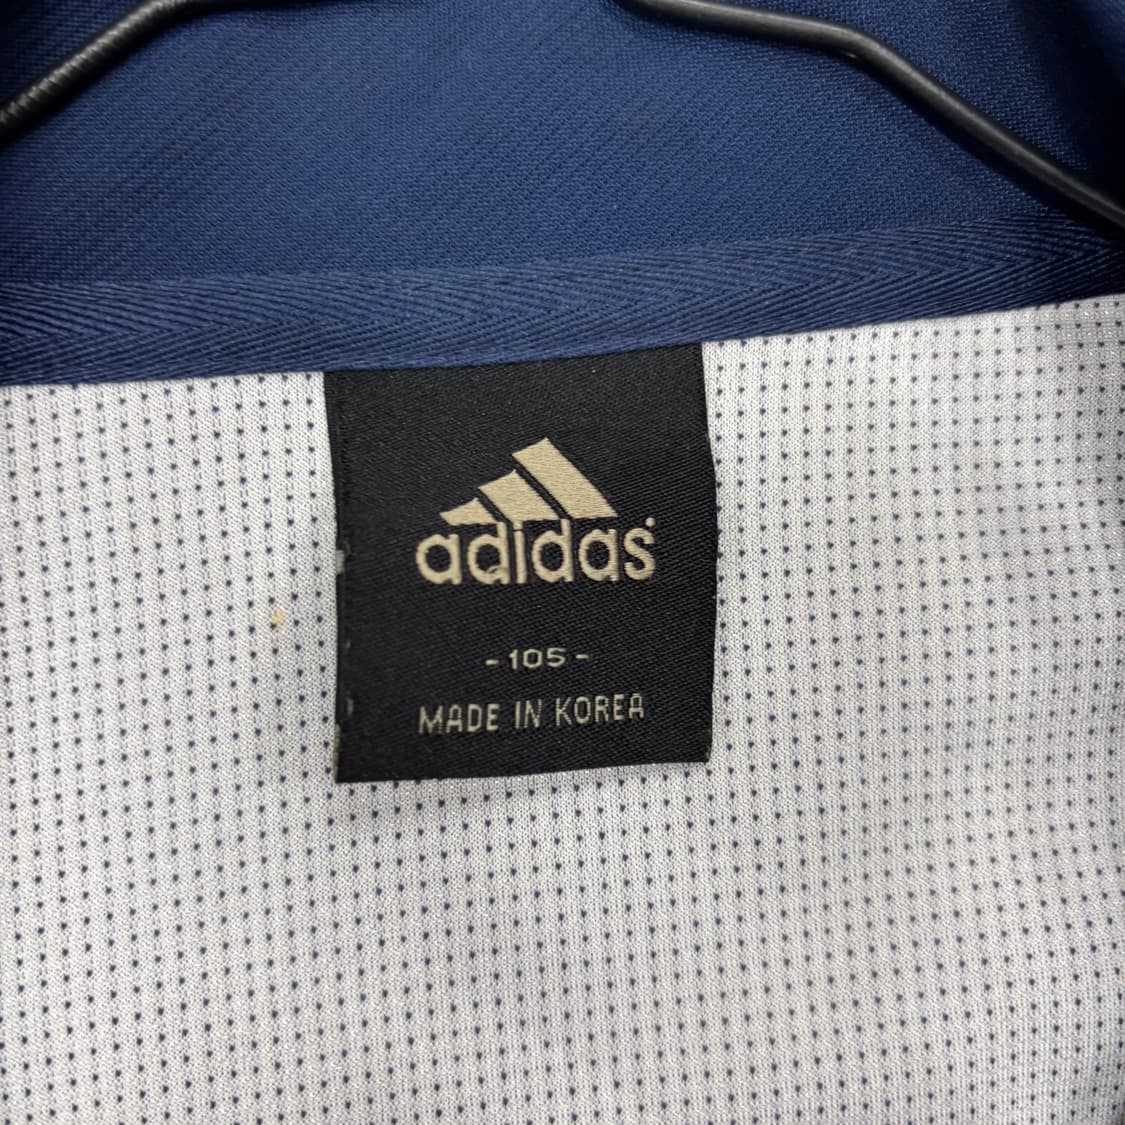 adidas
- 105 -
MADE IN KOREA